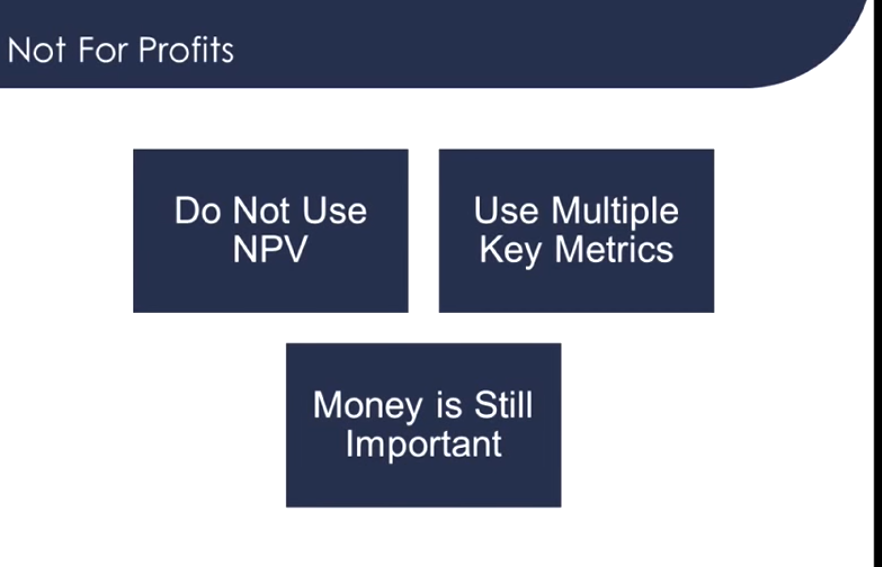 Not For Profits
Do Not Use
NPV
Use Multiple
Key Metrics
Money is Still
Important